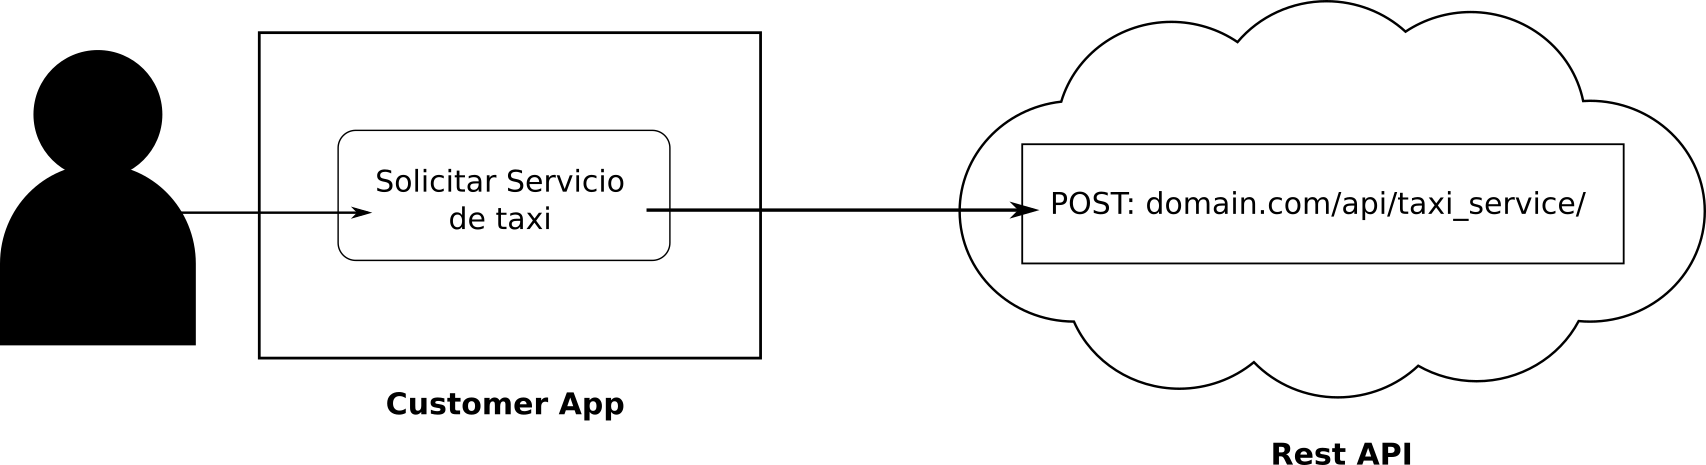 Solicitar Servicio
de taxi
POST: domain.com/api/taxi_service/
Customer App
Rest API